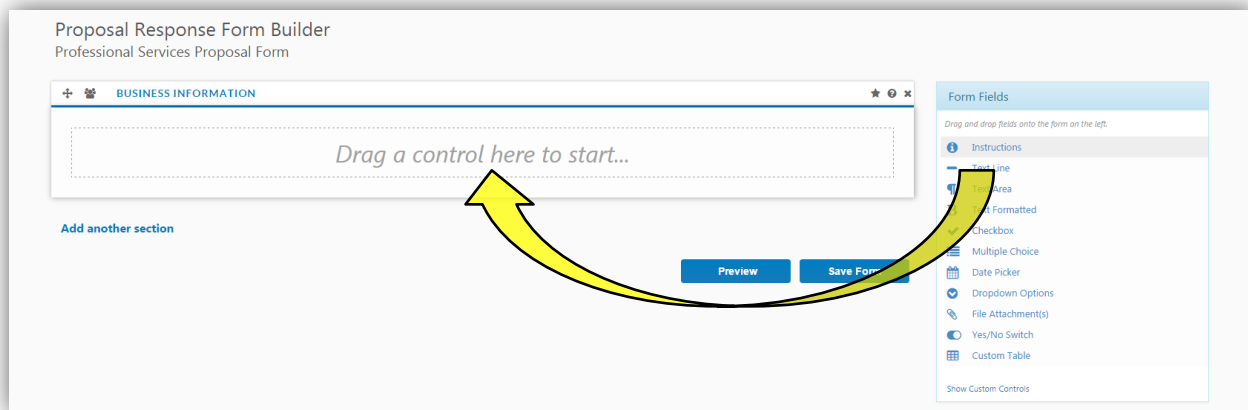 Proposal Response Form Builder
Professional Services Proposal Form
BUSINESS INFORMATION
Drag a control here to start...
Add another section
Preview
Save Form
Form Fields
Drag and drop fields onto the form on the left.
Instructions
Text Line
Text Area
Text Formatted
Checkbox
Multiple Choice
Date Picker
Dropdown Options
File Attachment(s)
Yes/No Switch
Custom Table
Show Custom Controls